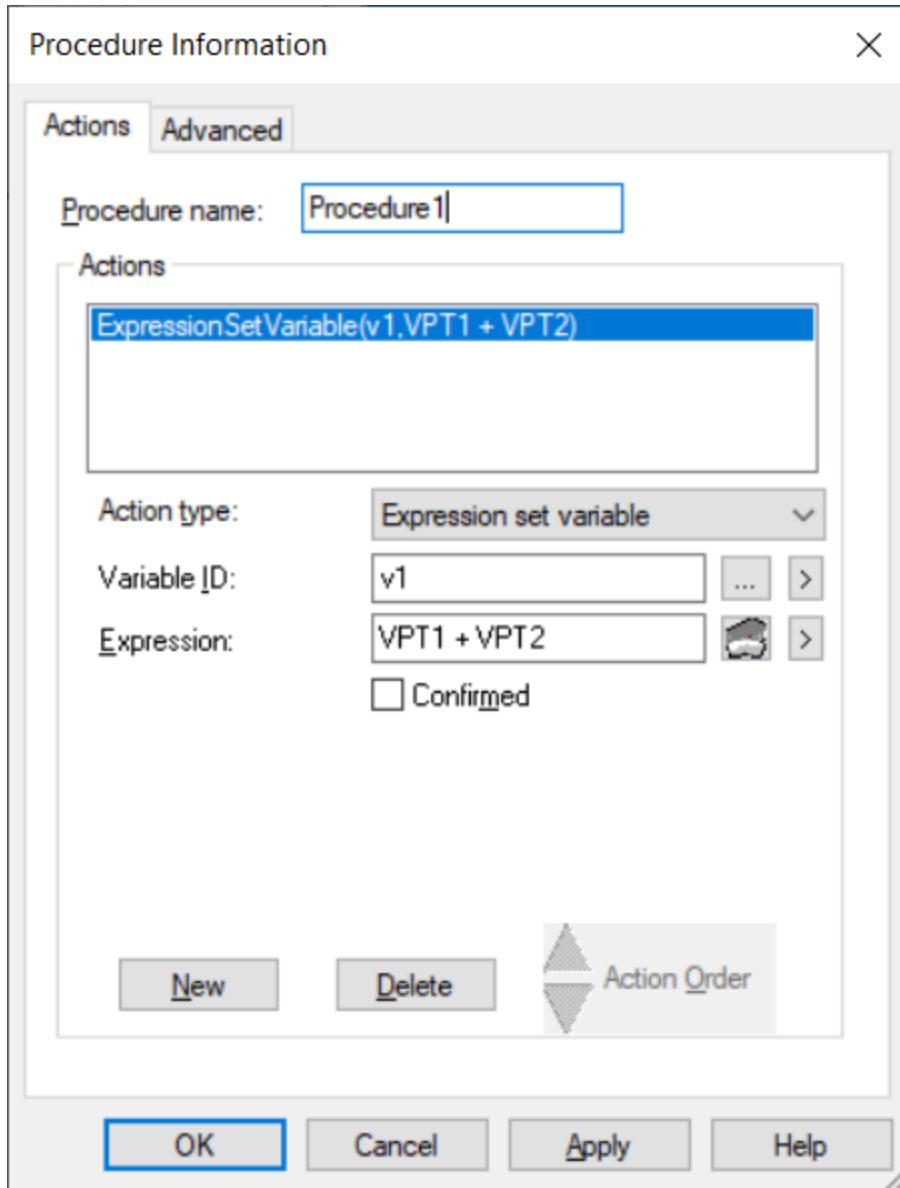 Procedure Information
Actions Advanced
Procedure name: Procedure1
Actions
ExpressionSetVariable(v1,VPT1 + VPT2)
Action type: Expression set variable
Variable ID: v1 ... >
Expression: VPT1 + VPT2 >
Confirmed
New Delete Action Order
OK Cancel Apply Help